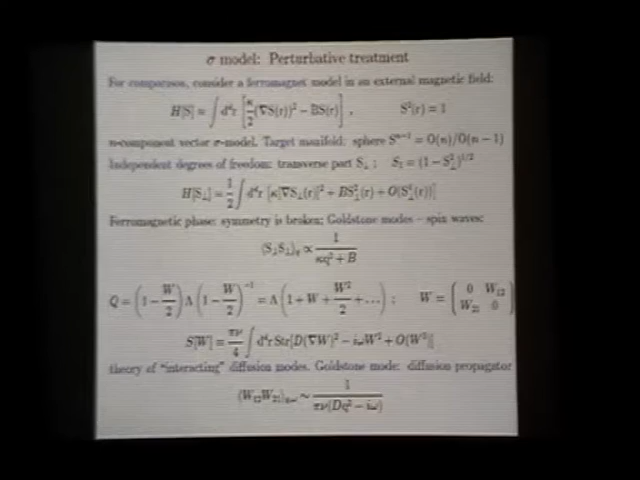 σ model: Perturbative treatment
For comparison, consider a ferromagnet model in an external magnetic field:
H[S] = ∫ d^d r [ κ/2 (∇S(r))² − BS(r) ] , S²(r) = 1
n-component vector σ-model. Target manifold: sphere S^{n−1} = O(n)/O(n − 1)
Independent degrees of freedom: transverse part S_⊥ ; S_1 = (1 − S_⊥²)^{1/2}
H[S_⊥] = 1/2 ∫ d^d r [κ[∇S_⊥(r)]² + BS_⊥²(r) + O(S_⊥⁴(r))]
Ferromagnetic phase: symmetry is broken; Goldstone modes – spin waves:
⟨S_⊥S_⊥⟩_q ∝ 1/(κq² + B)
Q = (1 − W/2) Λ (1 − W/2)^{−1} = Λ (1 + W + W²/2 + ...) ; W = ( 0 W_12 ; W_21 0 )
S[W] = πν/4 ∫ d^d r Str[D(∇W)² − iωW² + O(W³)]
theory of "interacting" diffusion modes. Goldstone mode: diffusion propagator
⟨W_12W_21⟩_{q,ω} ~ 1/(πν(Dq² − iω))